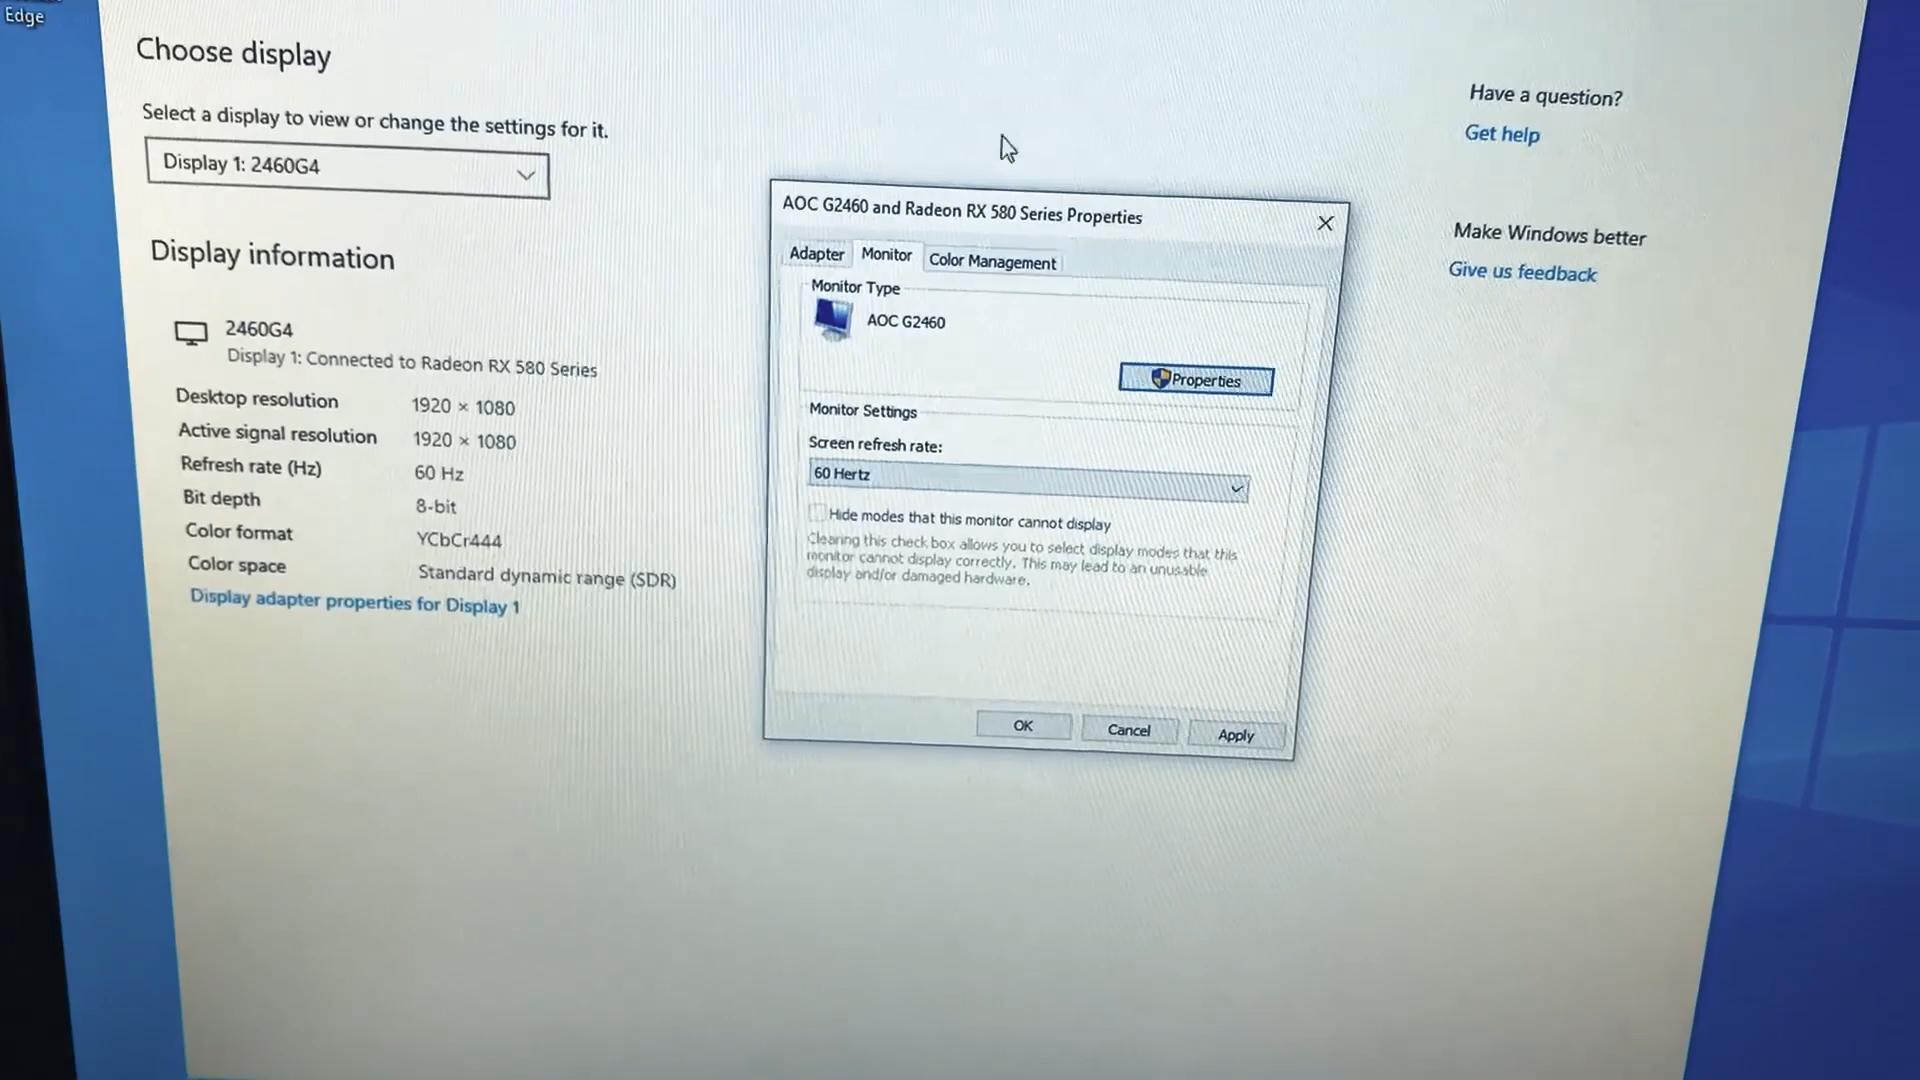 Edge
Choose display
Select a display to view or change the settings for it.
Display 1: 2460G4
Display information
2460G4
Display 1: Connected to Radeon RX 580 Series
Desktop resolution 1920 × 1080
Active signal resolution 1920 × 1080
Refresh rate (Hz) 60 Hz
Bit depth 8-bit
Color format YCbCr444
Color space Standard dynamic range (SDR)
Display adapter properties for Display 1
AOC G2460 and Radeon RX 580 Series Properties
Adapter Monitor Color Management
Monitor Type
AOC G2460
Properties
Monitor Settings
Screen refresh rate:
60 Hertz
Hide modes that this monitor cannot display
Clearing this check box allows you to select display modes that this
monitor cannot display correctly. This may lead to an unusable
display and/or damaged hardware.
OK Cancel Apply
Have a question?
Get help
Make Windows better
Give us feedback